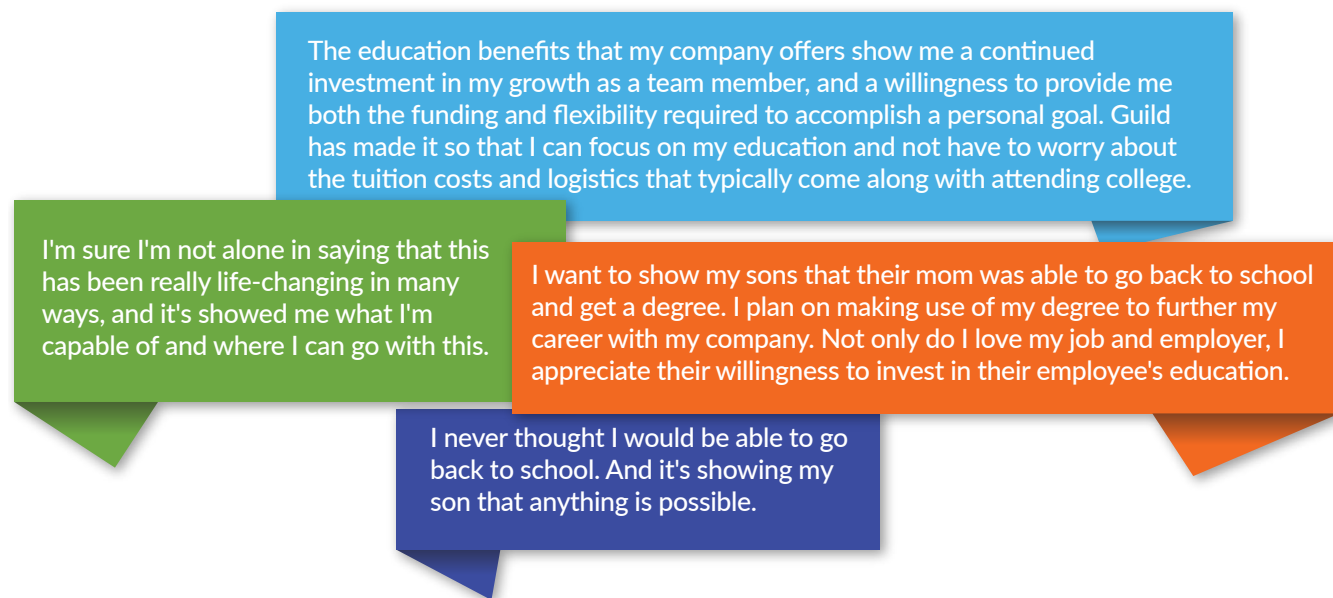 The education benefits that my company offers show me a continued
investment in my growth as a team member, and a willingness to provide me
both the funding and flexibility required to accomplish a personal goal. Guild
has made it so that I can focus on my education and not have to worry about
the tuition costs and logistics that typically come along with attending college.
I'm sure I'm not alone in saying that this
has been really life-changing in many
ways, and it's showed me what I'm
capable of and where I can go with this.
I want to show my sons that their mom was able to go back to school
and get a degree. I plan on making use of my degree to further my
career with my company. Not only do I love my job and employer, I
appreciate their willingness to invest in their employee's education.
I never thought I would be able to go
back to school. And it's showing my
son that anything is possible.